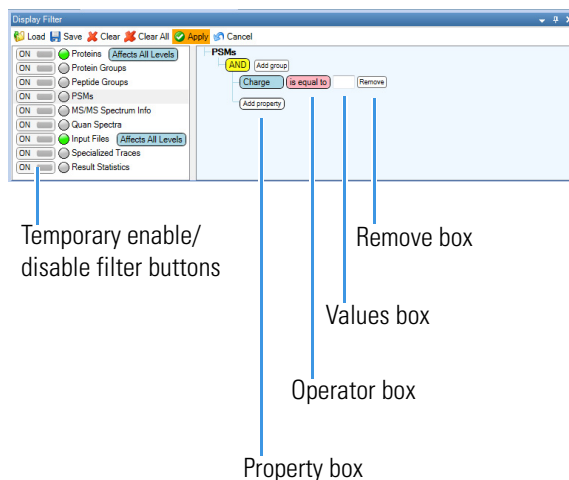 Display Filter
Load Save Clear Clear All Apply Cancel
ON Proteins Affects All Levels
ON Protein Groups
ON Peptide Groups
ON PSMs
ON MS/MS Spectrum Info
ON Quan Spectra
ON Input Files Affects All Levels
ON Specialized Traces
ON Result Statistics
PSMs
AND Add group
Charge is equal to Remove
Add property
Temporary enable/
disable filter buttons
Remove box
Values box
Operator box
Property box